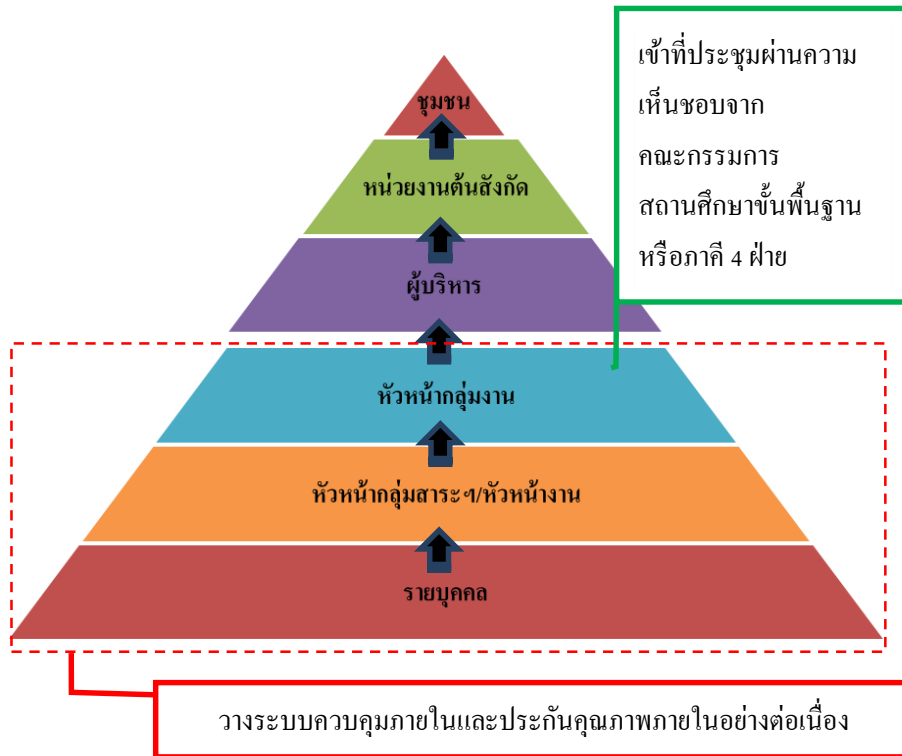 ชุมชน
หน่วยงานต้นสังกัด
ผู้บริหาร
หัวหน้ากลุ่มงาน
หัวหน้ากลุ่มสาระฯ/หัวหน้างาน
รายบุคคล
เข้าที่ประชุมผ่านความ
เห็นชอบจาก
คณะกรรมการ
สถานศึกษาขั้นพื้นฐาน
หรือภาคี 4 ฝ่าย
วางระบบควบคุมภายในและประกันคุณภาพภายในอย่างต่อเนื่อง